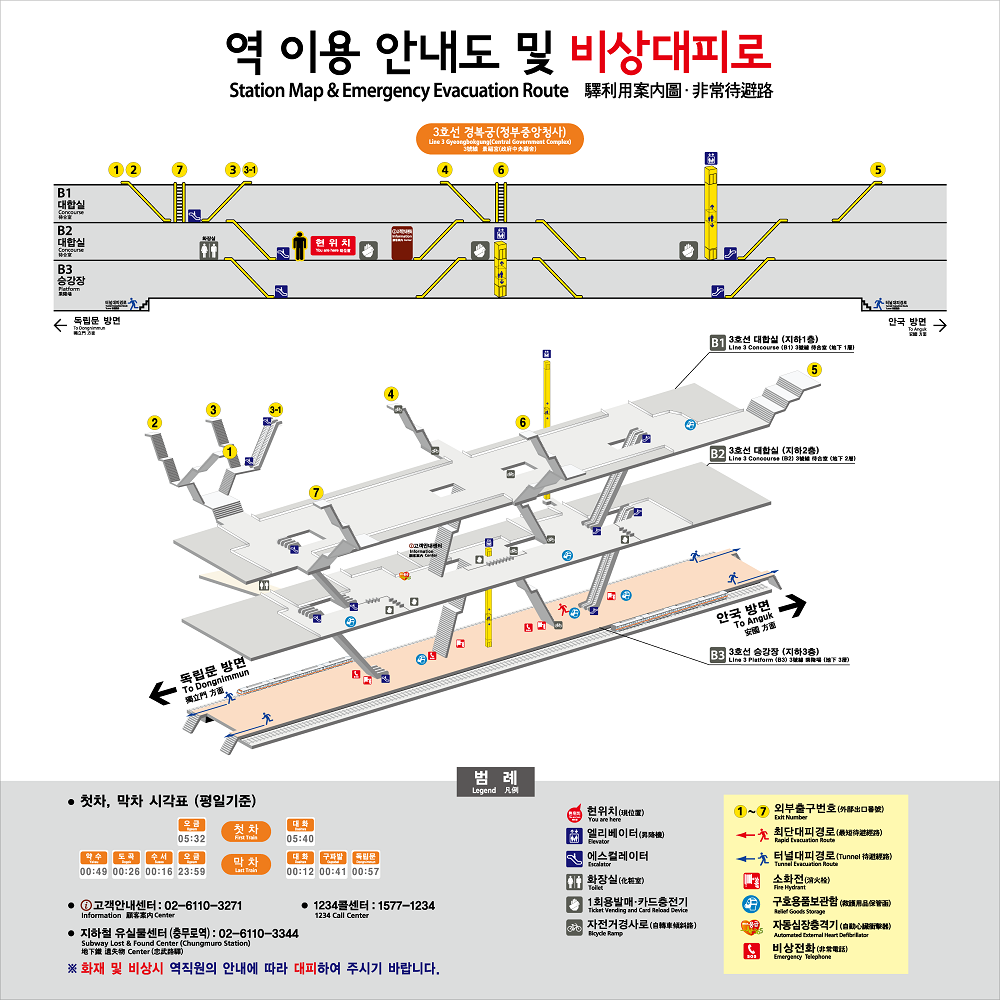 역 이용 안내도 및 비상대피로
Station Map & Emergency Evacuation Route 驛利用案內圖·非常待避路
3호선 경복궁(정부중앙청사)
Line 3 Gyeongbokgung(Central Government Complex)
3號線 景福宮(政府中央廳舍)
1 2 7 3 3-1 4 6 5
B1
대합실
Concourse
待合室
B2
대합실
Concourse
待合室
화장실
현위치
You are here 現位置
Information
B3
승강장
Platform
乘降場
터널대피경로
터널대피경로
독립문 방면
To Dongnimmun
獨立門 方面
안국 방면
To Anguk
安國 方面
B1 3호선 대합실 (지하1층)
Line 3 Concourse (B1) 3號線 待合室 (地下 1層)
2 3 3-1 1 4 6 5 7
B2 3호선 대합실 (지하2층)
Line 3 Concourse (B2) 3號線 待合室 (地下 2層)
고객안내센터
Information
顧客案內 Center
안국 방면
To Anguk
安國 方面
B3 3호선 승강장 (지하3층)
Line 3 Platform (B3) 3號線 乘降場 (地下 3層)
독립문 방면
To Dongnimmun
獨立門 方面
범 례
Legend 凡例
• 첫차, 막차 시각표 (평일기준)
오금 첫차 대화
First Train
05:32 05:40
약수 도곡 수서 오금 막차 대화 구파발 독립문
Last Train
00:49 00:26 00:16 23:59 00:12 00:41 00:57
• 고객안내센터 : 02-6110-3271
Information 顧客案內 Center
• 1234콜센터 : 1577-1234
1234 Call Center
• 지하철 유실물센터(충무로역) : 02-6110-3344
Subway Lost & Found Center (Chungmuro Station)
地下鐵 遺失物 Center (忠武路驛)
※ 화재 및 비상시 역직원의 안내에 따라 대피하여 주시기 바랍니다.
현위치(現位置)
You are here
엘리베이터(昇降機)
Elevator
에스컬레이터
Escalator
화장실(化粧室)
Toilet
1회용발매·카드충전기
Ticket Vending and Card Reload Device
자전거경사로(自轉車傾斜路)
Bicycle Ramp
1~7 외부출구번호(外部出口番號)
Exit Number
최단대피경로(最短待避經路)
Rapid Evacuation Route
터널대피경로(Tunnel 待避經路)
Tunnel Evacuation Route
소화전(消火栓)
Fire Hydrant
구호용품보관함(救護用品保管函)
Relief Goods Storage
자동심장충격기(自動心臟衝擊器)
Automated External Heart Defibrillator
SOS 비상전화(非常電話)
Emergency Telephone